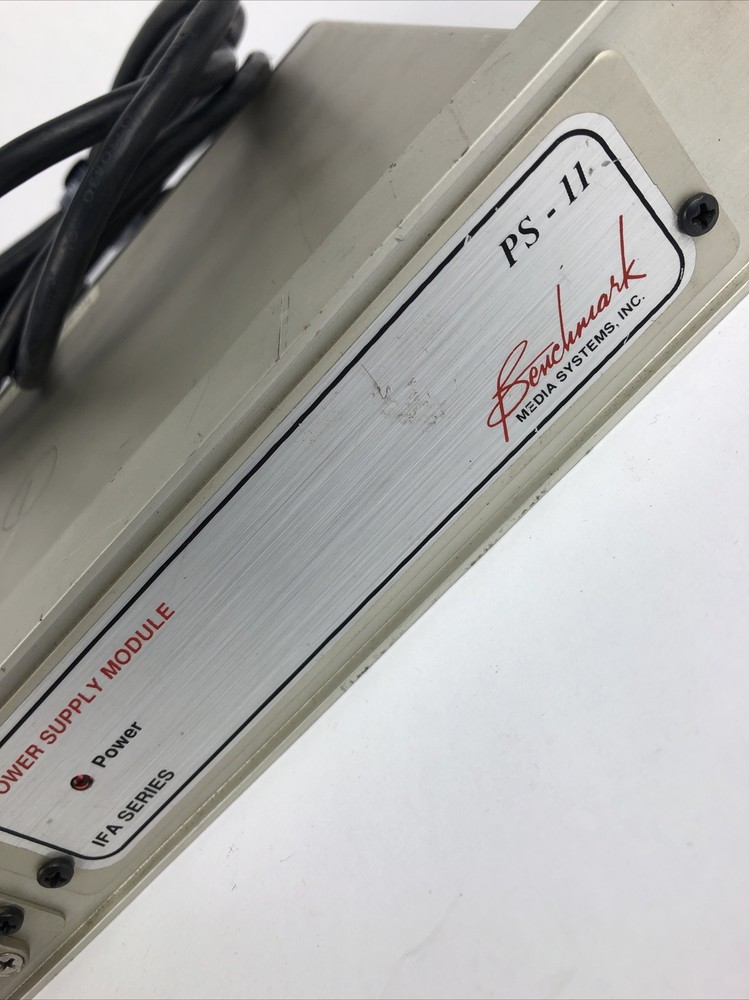 PS - 11
Benchmark
MEDIA SYSTEMS, INC.
OWER SUPPLY MODULE
Power
IFA SERIES